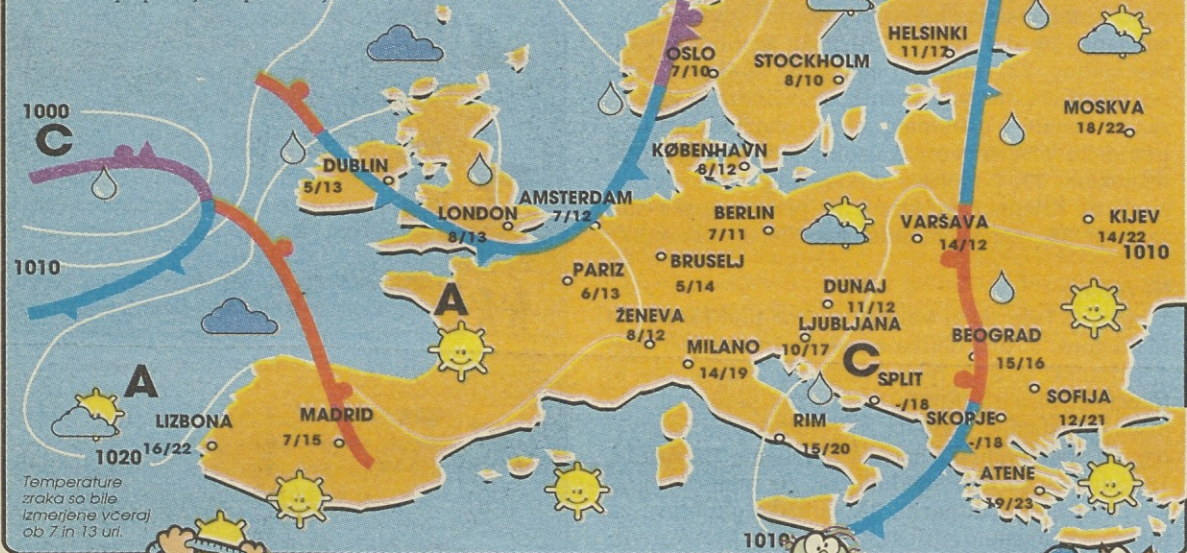 OSLO
7/10
STOCKHOLM
8/10
HELSINKI
11/17
1000
C
MOSKVA
18/22
DUBLIN
5/13
KØBENHAVN
8/12
AMSTERDAM
7/12
LONDON
8/13
BERLIN
7/11
VARŠAVA
14/12
KIJEV
14/22
1010
1010
PARIZ
6/13
BRUSELJ
5/14
DUNAJ
11/12
A
ŽENEVA
8/12
LJUBLJANA
10/17
BEOGRAD
15/16
MILANO
14/19
C
SPLIT
-/18
A
SOFIJA
12/21
LIZBONA
16/22
MADRID
7/15
RIM
15/20
SKOPJE
-/18
1020
ATENE
19/23
Temperature
zraka so bile
izmerjene včeraj
ob 7 in 13 uri.
1010